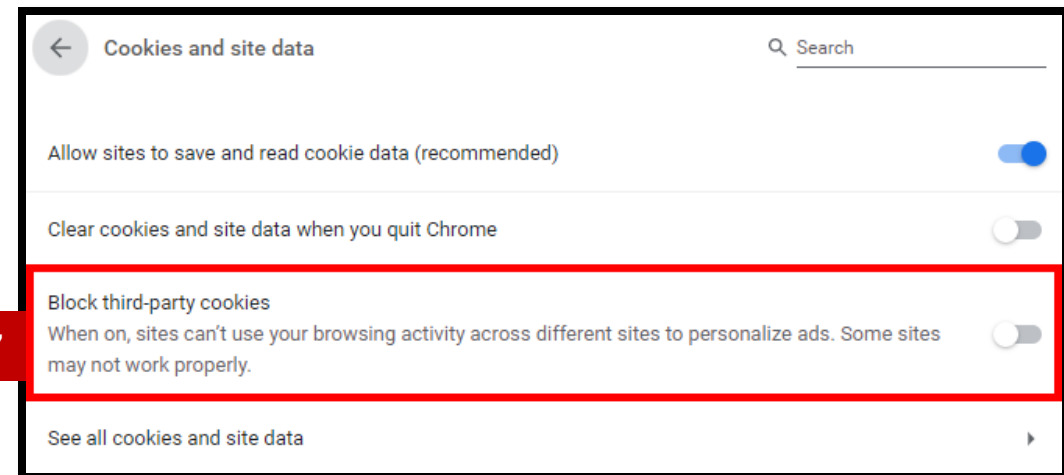 Cookies and site data
Search
Allow sites to save and read cookie data (recommended)
Clear cookies and site data when you quit Chrome
Block third-party cookies
When on, sites can't use your browsing activity across different sites to personalize ads. Some sites
may not work properly.
See all cookies and site data